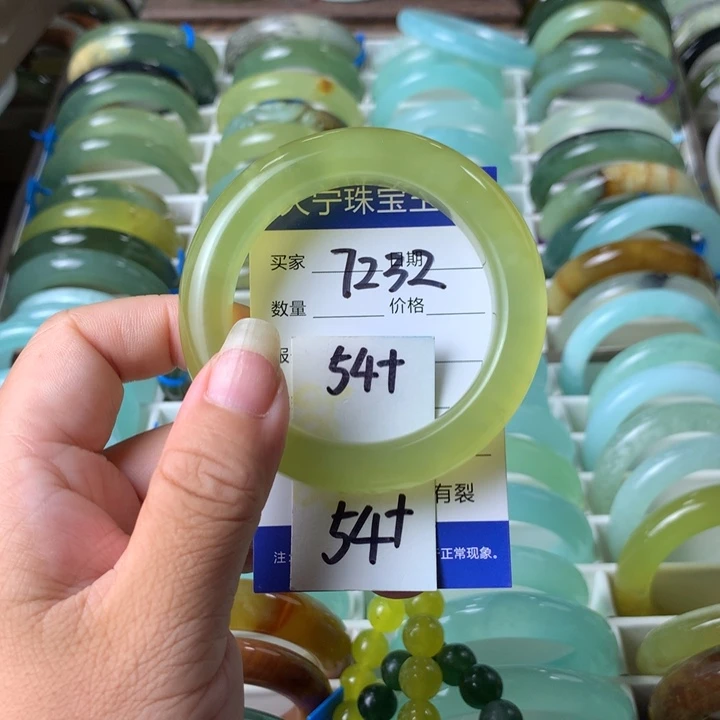 宁珠宝
买家 7232 日期
数量 价格
54+
有裂
54+
注: 正常现象。